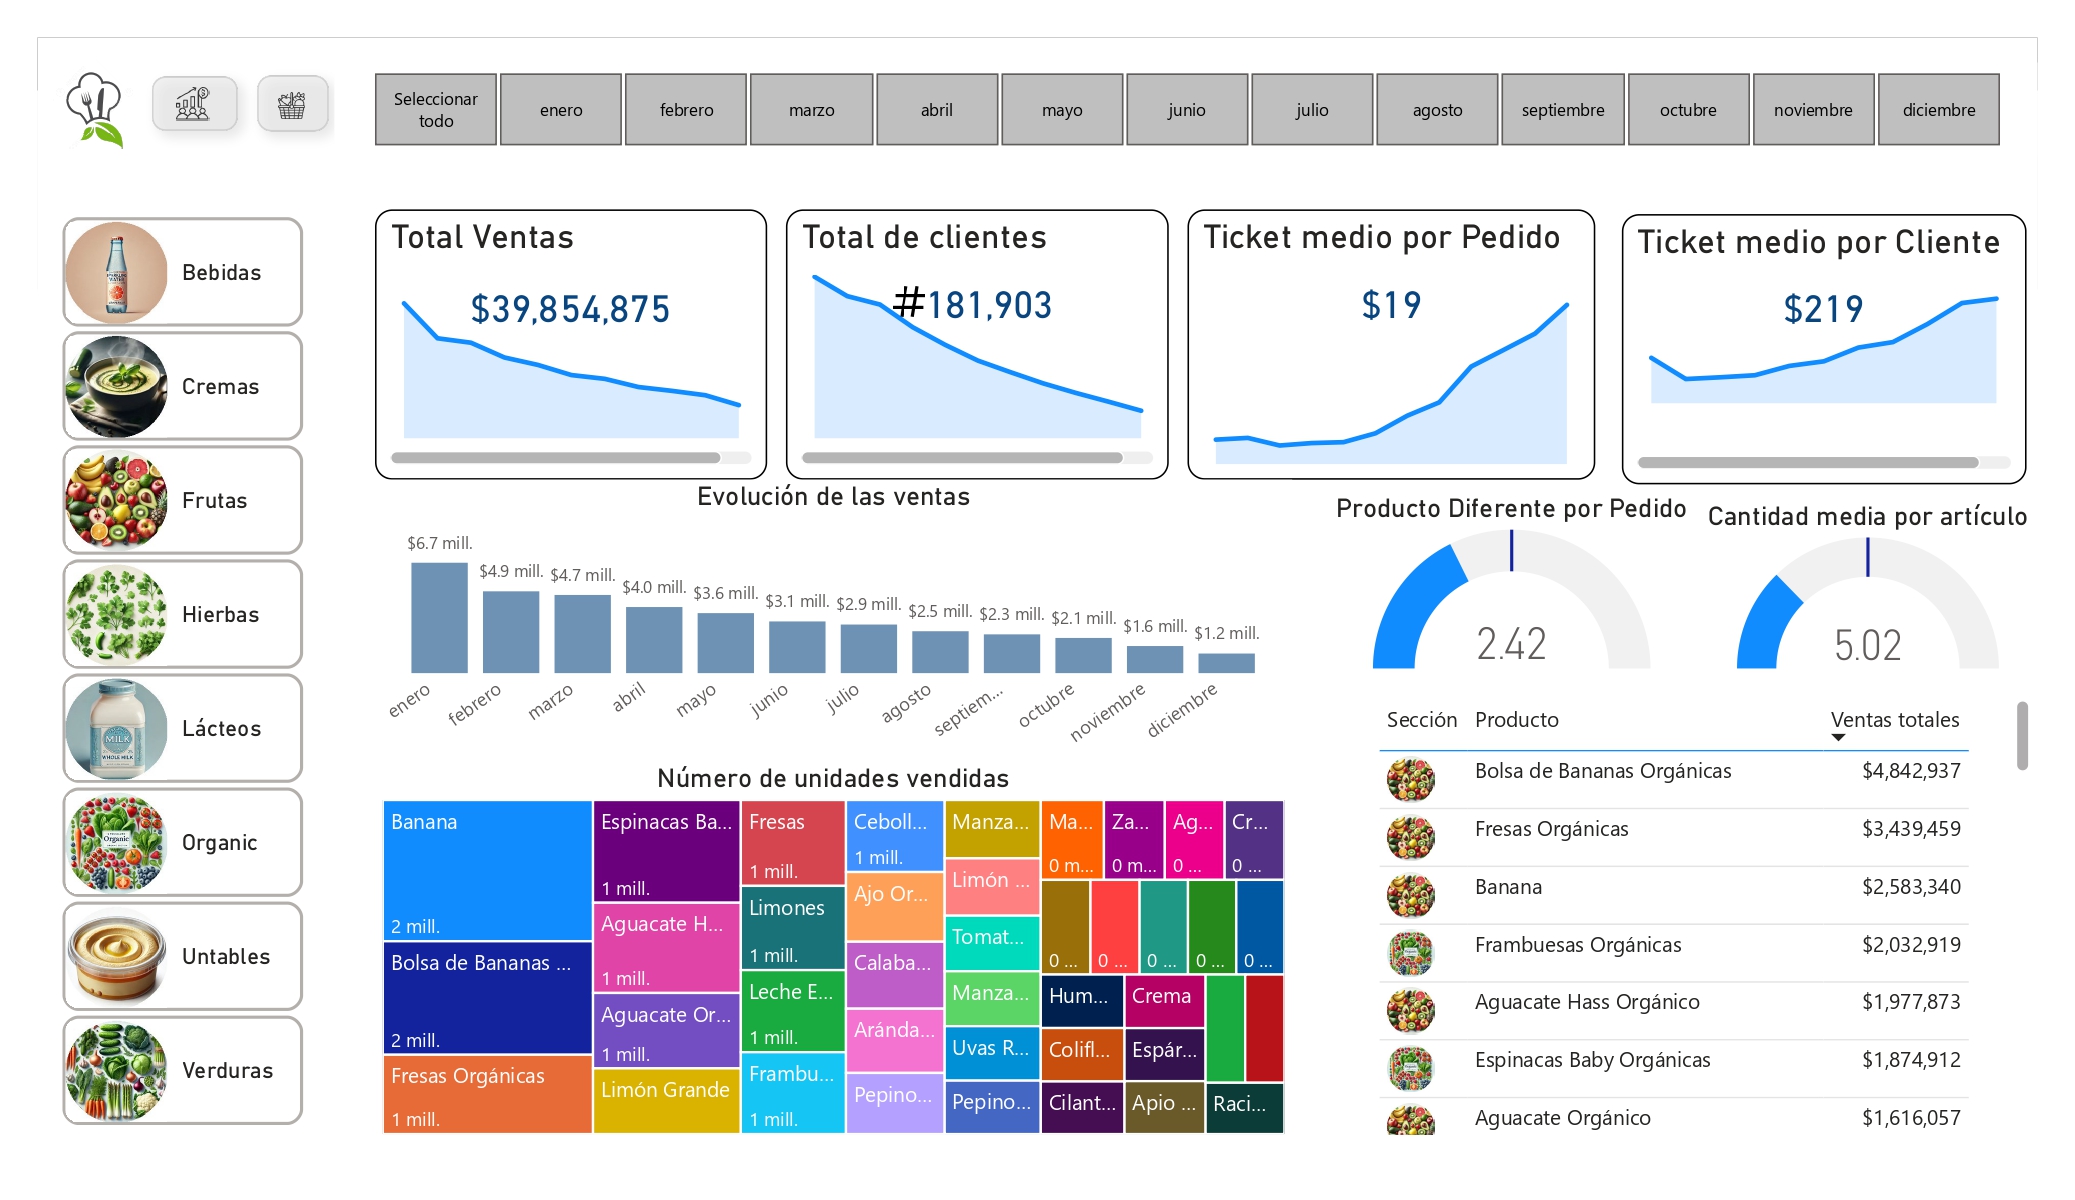 Seleccionar
todo
enero
febrero
marzo
abril
mayo
junio
julio
agosto
septiembre
octubre
noviembre
diciembre
Bebidas
Cremas
Frutas
Hierbas
Lácteos
MILK
WHOLE MILK
Organic
Organic
Untables
Verduras
Total Ventas
$39,854,875
Total de clientes
#181,903
Ticket medio por Pedido
$19
Ticket medio por Cliente
$219
Evolución de las ventas
$6.7 mill.
$4.9 mill.
$4.7 mill.
$4.0 mill.
$3.6 mill.
$3.1 mill.
$2.9 mill.
$2.5 mill.
$2.3 mill.
$2.1 mill.
$1.6 mill.
$1.2 mill.
enero
febrero
marzo
abril
mayo
junio
julio
agosto
septiem...
octubre
noviembre
diciembre
Producto Diferente por Pedido
2.42
Cantidad media por artículo
5.02
Número de unidades vendidas
Banana
2 mill.
Bolsa de Bananas ...
2 mill.
Fresas Orgánicas
1 mill.
Espinacas Ba...
1 mill.
Aguacate H...
1 mill.
Aguacate Or...
1 mill.
Limón Grande
Fresas
1 mill.
Limones
1 mill.
Leche E...
1 mill.
Frambu...
1 mill.
Ceboll...
1 mill.
Ajo Or...
Calaba...
Aránda...
Pepino...
Manza...
Limón ...
Tomat...
Manza...
Uvas R...
Pepino...
Ma...
0 m...
Za...
0 m...
Ag...
0 ...
Cr...
0 ...
0 ...
0 ...
0 ...
0 ...
0 ...
Hum...
Crema
Colifl...
Espár...
Cilant...
Apio ...
Raci...
Sección Producto Ventas totales
Bolsa de Bananas Orgánicas $4,842,937
Fresas Orgánicas $3,439,459
Banana $2,583,340
Frambuesas Orgánicas $2,032,919
Aguacate Hass Orgánico $1,977,873
Espinacas Baby Orgánicas $1,874,912
Aguacate Orgánico $1,616,057